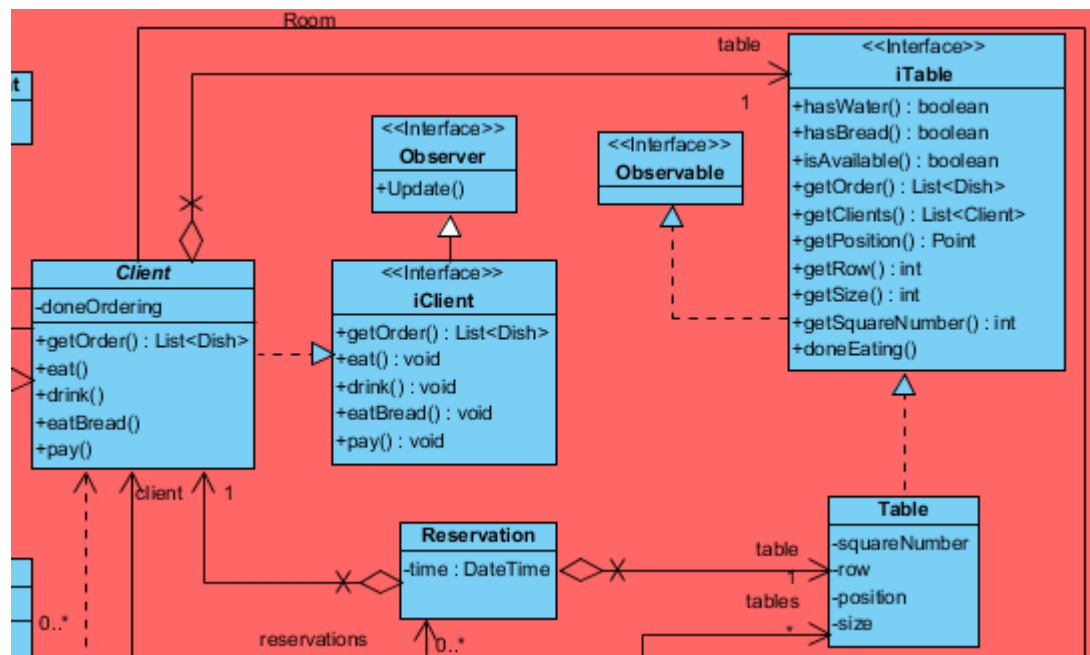 Room
table
1
t
<<Interface>>
iTable
+hasWater() : boolean
+hasBread() : boolean
+isAvailable() : boolean
+getOrder() : List<Dish>
+getClients() : List<Client>
+getPosition() : Point
+getRow() : int
+getSize() : int
+getSquareNumber() : int
+doneEating()
<<Interface>>
Observer
+Update()
<<Interface>>
Observable
Client
-doneOrdering
+getOrder() : List<Dish>
+eat()
+drink()
+eatBread()
+pay()
<<Interface>>
iClient
+getOrder() : List<Dish>
+eat() : void
+drink() : void
+eatBread() : void
+pay() : void
client
1
Reservation
-time : DateTime
table
1
tables
*
Table
-squareNumber
-row
-position
-size
0..*
reservations
0..*